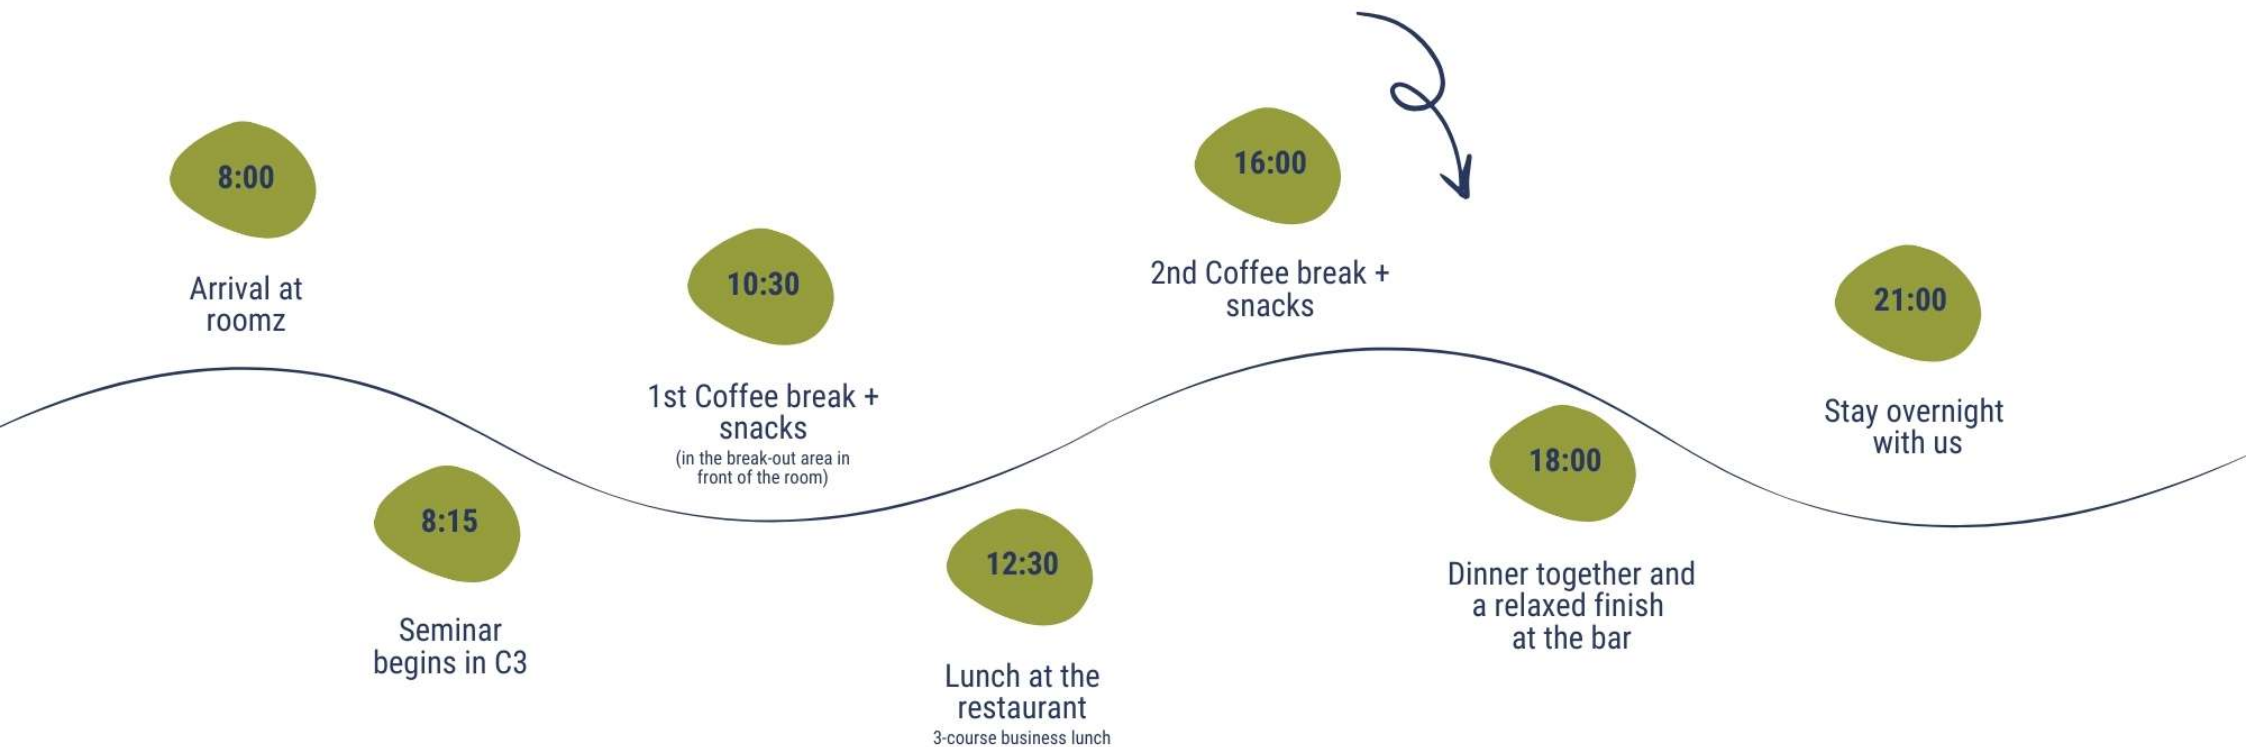 8:00
Arrival at
roomz
8:15
Seminar
begins in C3
10:30
1st Coffee break +
snacks
(in the break-out area in
front of the room)
12:30
Lunch at the
restaurant
3-course business lunch
16:00
2nd Coffee break +
snacks
18:00
Dinner together and
a relaxed finish
at the bar
21:00
Stay overnight
with us